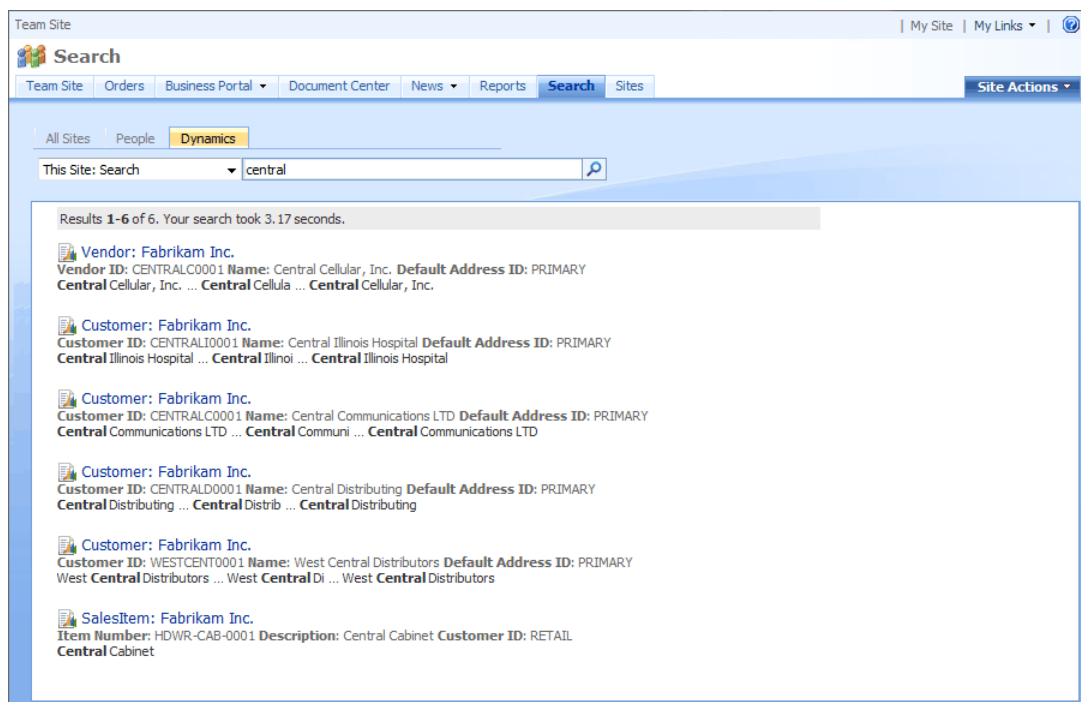 Team Site
| My Site | My Links |
Search
Team Site Orders Business Portal Document Center News Reports Search Sites Site Actions
All Sites People Dynamics
This Site: Search central
Results 1-6 of 6. Your search took 3.17 seconds.
Vendor: Fabrikam Inc.
Vendor ID: CENTRALC0001 Name: Central Cellular, Inc. Default Address ID: PRIMARY
Central Cellular, Inc. ... Central Cellula ... Central Cellular, Inc.
Customer: Fabrikam Inc.
Customer ID: CENTRALI0001 Name: Central Illinois Hospital Default Address ID: PRIMARY
Central Illinois Hospital ... Central Illinoi ... Central Illinois Hospital
Customer: Fabrikam Inc.
Customer ID: CENTRALC0001 Name: Central Communications LTD Default Address ID: PRIMARY
Central Communications LTD ... Central Communi ... Central Communications LTD
Customer: Fabrikam Inc.
Customer ID: CENTRALD0001 Name: Central Distributing Default Address ID: PRIMARY
Central Distributing ... Central Distrib ... Central Distributing
Customer: Fabrikam Inc.
Customer ID: WESTCENT0001 Name: West Central Distributors Default Address ID: PRIMARY
West Central Distributors ... West Central Di ... West Central Distributors
SalesItem: Fabrikam Inc.
Item Number: HDWR-CAB-0001 Description: Central Cabinet Customer ID: RETAIL
Central Cabinet